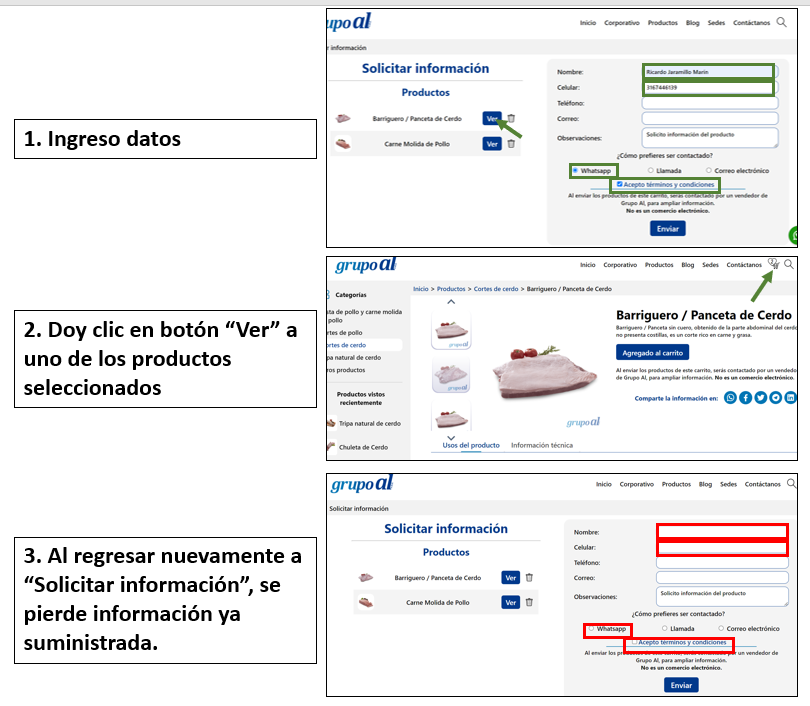 1. Ingreso datos
grupo al
Inicio Corporativo Productos Blog Sedes Contáctanos
r información
Solicitar información
Productos
Barriguero / Panceta de Cerdo Ver
Carne Molida de Pollo Ver
Nombre: Ricardo Jaramillo Marín
Celular: 3167446139
Teléfono:
Correo:
Observaciones: Solicito información del producto
¿Cómo prefieres ser contactado?
Whatsapp Llamada Correo electrónico
Acepto términos y condiciones
Al enviar los productos de este carrito, serás contactado por un vendedor de
Grupo Al, para ampliar información.
No es un comercio electrónico.
Enviar
2. Doy clic en botón “Ver” a
uno de los productos
seleccionados
grupo al
Inicio Corporativo Productos Blog Sedes Contáctanos
Categorías
sta de pollo y carne molida
pollo
rtes de pollo
rtes de cerdo
pa natural de cerdo
ros productos
Productos vistos
recientemente
Tripa natural de cerdo
Chuleta de Cerdo
Inicio > Productos > Cortes de cerdo > Barriguero / Panceta de Cerdo
grupo al
grupo al
grupo al
Usos del producto Información técnica
Barriguero / Panceta de Cerdo
Barriguero / Panceta sin cuero, obtenido de la parte abdominal del cerd
no presenta costillas, es un corte rico en carne y grasa.
Agregado al carrito
Al enviar los productos de este carrito, serás contactado por un vendedo
de Grupo Al, para ampliar información. No es un comercio electrónico.
Comparte la información en:
3. Al regresar nuevamente a
“Solicitar información”, se
pierde información ya
suministrada.
grupo al
Inicio Corporativo Productos Blog Sedes Contáctanos
Solicitar información
Solicitar información
Productos
Barriguero / Panceta de Cerdo Ver
Carne Molida de Pollo Ver
Nombre:
Celular:
Teléfono:
Correo:
Observaciones: Solicito información del producto
¿Cómo prefieres ser contactado?
Whatsapp Llamada Correo electrónico
Acepto términos y condiciones
Al enviar los productos de este carrito, serás contactado por un vendedor de
Grupo Al, para ampliar información.
No es un comercio electrónico.
Enviar